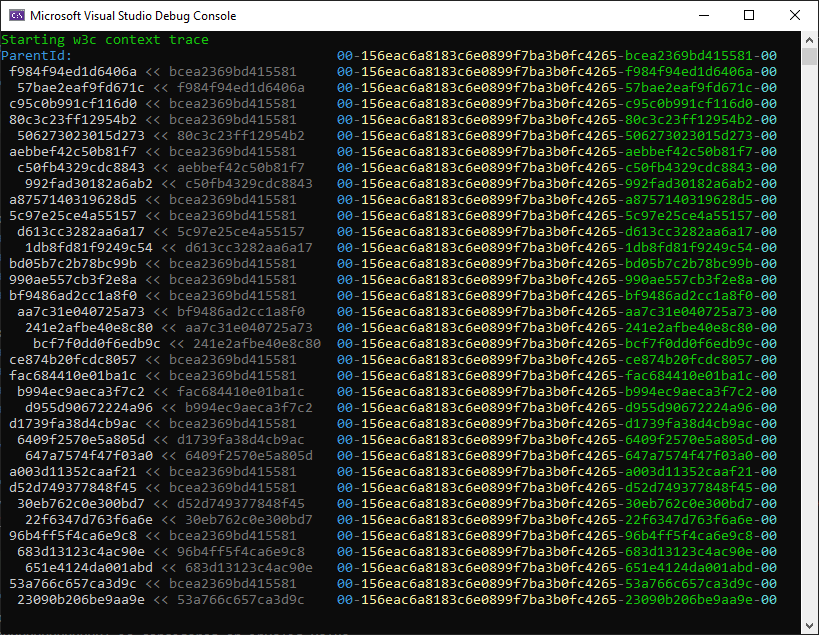 Microsoft Visual Studio Debug Console
Starting w3c context trace
ParentId: 00-156eac6a8183c6e0899f7ba3b0fc4265-bcea2369bd415581-00
f984f94ed1d6406a << bcea2369bd415581 00-156eac6a8183c6e0899f7ba3b0fc4265-f984f94ed1d6406a-00
57bae2eaf9fd671c << f984f94ed1d6406a 00-156eac6a8183c6e0899f7ba3b0fc4265-57bae2eaf9fd671c-00
c95c0b991cf116d0 << bcea2369bd415581 00-156eac6a8183c6e0899f7ba3b0fc4265-c95c0b991cf116d0-00
80c3c23ff12954b2 << bcea2369bd415581 00-156eac6a8183c6e0899f7ba3b0fc4265-80c3c23ff12954b2-00
506273023015d273 << 80c3c23ff12954b2 00-156eac6a8183c6e0899f7ba3b0fc4265-506273023015d273-00
aebbef42c50b81f7 << bcea2369bd415581 00-156eac6a8183c6e0899f7ba3b0fc4265-aebbef42c50b81f7-00
c50fb4329cdc8843 << aebbef42c50b81f7 00-156eac6a8183c6e0899f7ba3b0fc4265-c50fb4329cdc8843-00
992fad30182a6ab2 << c50fb4329cdc8843 00-156eac6a8183c6e0899f7ba3b0fc4265-992fad30182a6ab2-00
a8757140319628d5 << bcea2369bd415581 00-156eac6a8183c6e0899f7ba3b0fc4265-a8757140319628d5-00
5c97e25ce4a55157 << bcea2369bd415581 00-156eac6a8183c6e0899f7ba3b0fc4265-5c97e25ce4a55157-00
d613cc3282aa6a17 << 5c97e25ce4a55157 00-156eac6a8183c6e0899f7ba3b0fc4265-d613cc3282aa6a17-00
1db8fd81f9249c54 << d613cc3282aa6a17 00-156eac6a8183c6e0899f7ba3b0fc4265-1db8fd81f9249c54-00
bd05b7c2b78bc99b << bcea2369bd415581 00-156eac6a8183c6e0899f7ba3b0fc4265-bd05b7c2b78bc99b-00
990ae557cb3f2e8a << bcea2369bd415581 00-156eac6a8183c6e0899f7ba3b0fc4265-990ae557cb3f2e8a-00
bf9486ad2cc1a8f0 << bcea2369bd415581 00-156eac6a8183c6e0899f7ba3b0fc4265-bf9486ad2cc1a8f0-00
aa7c31e040725a73 << bf9486ad2cc1a8f0 00-156eac6a8183c6e0899f7ba3b0fc4265-aa7c31e040725a73-00
241e2afbe40e8c80 << aa7c31e040725a73 00-156eac6a8183c6e0899f7ba3b0fc4265-241e2afbe40e8c80-00
bcf7f0dd0f6edb9c << 241e2afbe40e8c80 00-156eac6a8183c6e0899f7ba3b0fc4265-bcf7f0dd0f6edb9c-00
ce874b20fcdc8057 << bcea2369bd415581 00-156eac6a8183c6e0899f7ba3b0fc4265-ce874b20fcdc8057-00
fac684410e01ba1c << bcea2369bd415581 00-156eac6a8183c6e0899f7ba3b0fc4265-fac684410e01ba1c-00
b994ec9aeca3f7c2 << fac684410e01ba1c 00-156eac6a8183c6e0899f7ba3b0fc4265-b994ec9aeca3f7c2-00
d955d90672224a96 << b994ec9aeca3f7c2 00-156eac6a8183c6e0899f7ba3b0fc4265-d955d90672224a96-00
d1739fa38d4cb9ac << bcea2369bd415581 00-156eac6a8183c6e0899f7ba3b0fc4265-d1739fa38d4cb9ac-00
6409f2570e5a805d << d1739fa38d4cb9ac 00-156eac6a8183c6e0899f7ba3b0fc4265-6409f2570e5a805d-00
647a7574f47f03a0 << 6409f2570e5a805d 00-156eac6a8183c6e0899f7ba3b0fc4265-647a7574f47f03a0-00
a003d11352caaf21 << bcea2369bd415581 00-156eac6a8183c6e0899f7ba3b0fc4265-a003d11352caaf21-00
d52d749377848f45 << bcea2369bd415581 00-156eac6a8183c6e0899f7ba3b0fc4265-d52d749377848f45-00
30eb762c0e300bd7 << d52d749377848f45 00-156eac6a8183c6e0899f7ba3b0fc4265-30eb762c0e300bd7-00
22f6347d763f6a6e << 30eb762c0e300bd7 00-156eac6a8183c6e0899f7ba3b0fc4265-22f6347d763f6a6e-00
96b4ff5f4ca6e9c8 << bcea2369bd415581 00-156eac6a8183c6e0899f7ba3b0fc4265-96b4ff5f4ca6e9c8-00
683d13123c4ac90e << 96b4ff5f4ca6e9c8 00-156eac6a8183c6e0899f7ba3b0fc4265-683d13123c4ac90e-00
651e4124da001abd << 683d13123c4ac90e 00-156eac6a8183c6e0899f7ba3b0fc4265-651e4124da001abd-00
53a766c657ca3d9c << bcea2369bd415581 00-156eac6a8183c6e0899f7ba3b0fc4265-53a766c657ca3d9c-00
23090b206be9aa9e << 53a766c657ca3d9c 00-156eac6a8183c6e0899f7ba3b0fc4265-23090b206be9aa9e-00